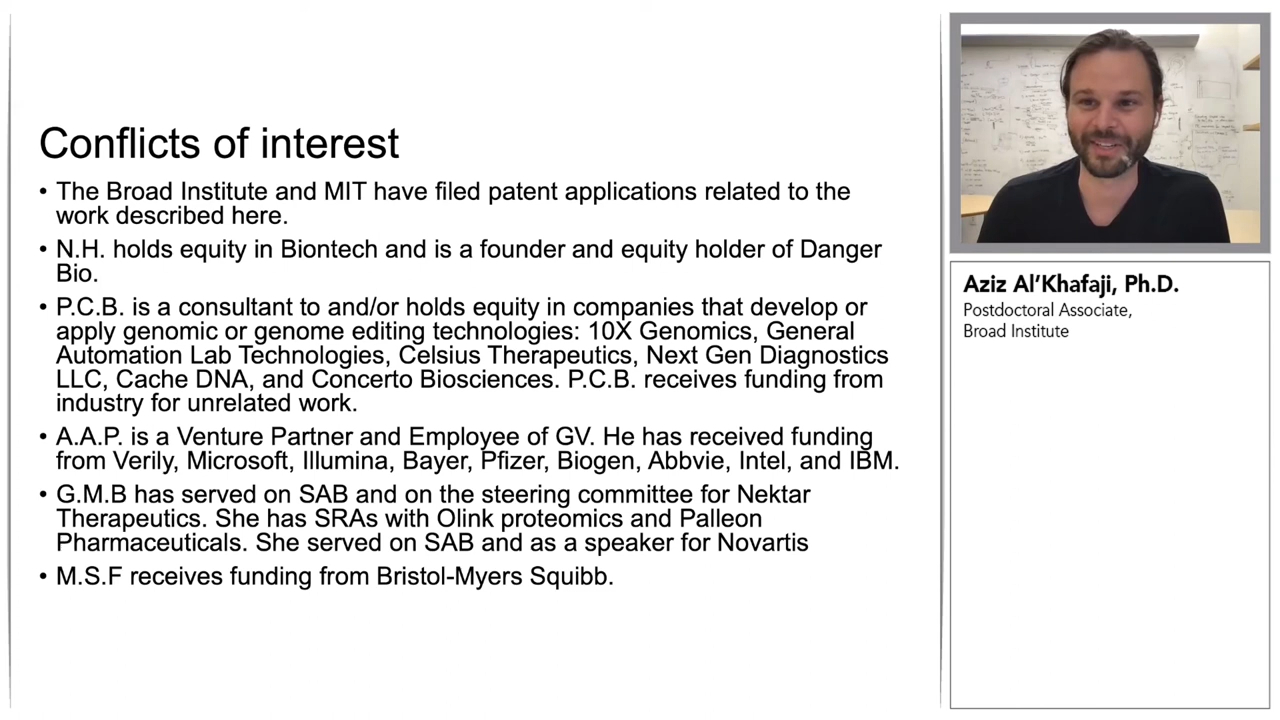 Conflicts of interest
• The Broad Institute and MIT have filed patent applications related to the
work described here.
• N.H. holds equity in Biontech and is a founder and equity holder of Danger
Bio.
• P.C.B. is a consultant to and/or holds equity in companies that develop or
apply genomic or genome editing technologies: 10X Genomics, General
Automation Lab Technologies, Celsius Therapeutics, Next Gen Diagnostics
LLC, Cache DNA, and Concerto Biosciences. P.C.B. receives funding from
industry for unrelated work.
• A.A.P. is a Venture Partner and Employee of GV. He has received funding
from Verily, Microsoft, Illumina, Bayer, Pfizer, Biogen, Abbvie, Intel, and IBM.
• G.M.B has served on SAB and on the steering committee for Nektar
Therapeutics. She has SRAs with Olink proteomics and Palleon
Pharmaceuticals. She served on SAB and as a speaker for Novartis
• M.S.F receives funding from Bristol-Myers Squibb.
Aziz Al’Khafaji, Ph.D.
Postdoctoral Associate,
Broad Institute